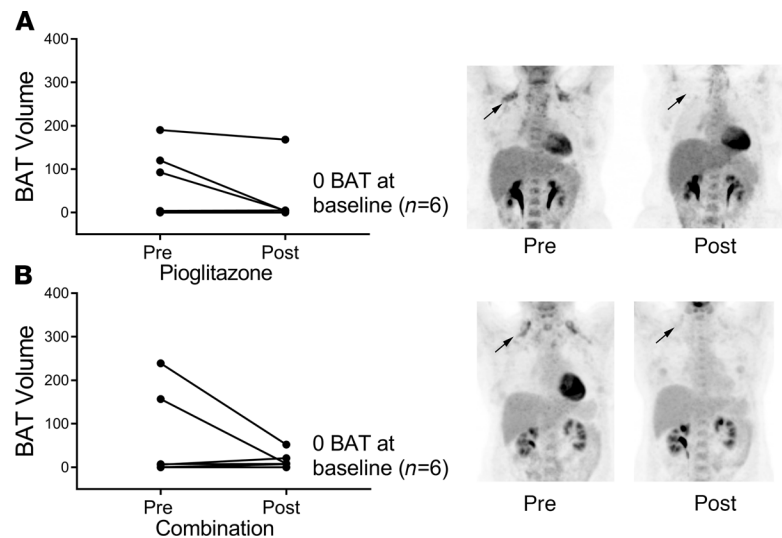 A
400
300
200
100
0
BAT Volume
0 BAT at
baseline (n=6)
Pre
Post
Pioglitazone
Pre
Post
B
400
300
200
100
0
BAT Volume
0 BAT at
baseline (n=6)
Pre
Post
Combination
Pre
Post